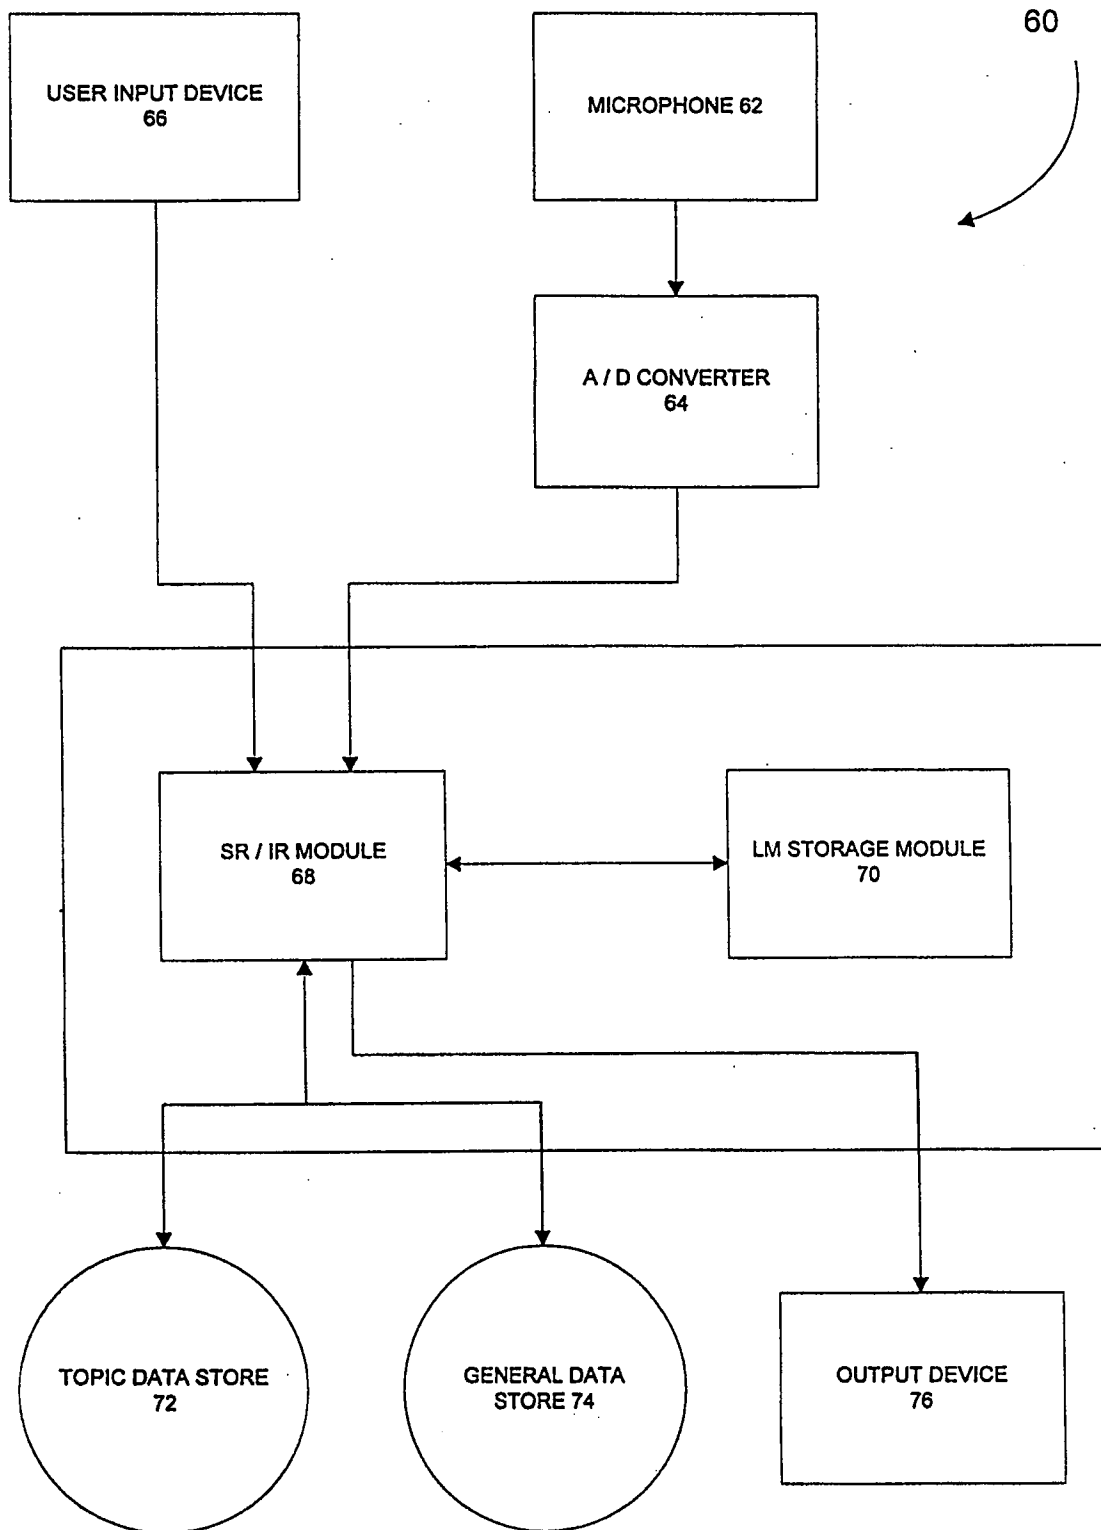 60
USER INPUT DEVICE
66
MICROPHONE 62
A / D CONVERTER
64
SR / IR MODULE
68
LM STORAGE MODULE
70
TOPIC DATA STORE
72
GENERAL DATA
STORE 74
OUTPUT DEVICE
76